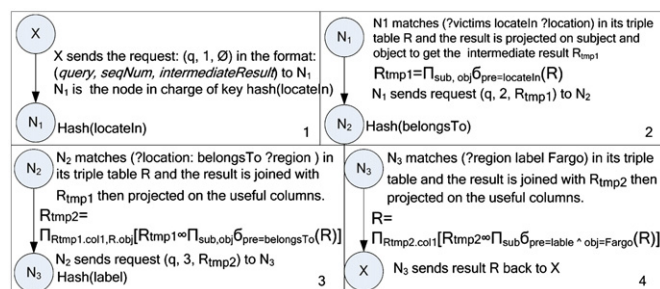 X
X sends the request: (q, 1, Ø) in the format:
(query, seqNum, intermediateResult) to N1
N1 is the node in charge of key hash(locateIn)
N1
Hash(locateIn)
1
N1 matches (?victims locateIn ?location) in its triple
table R and the result is projected on subject and
object to get the intermediate result Rtmp1
N1
Rtmp1=Πsub, objбpre=locateIn(R)
N1 sends request (q, 2, Rtmp1) to N2
N2
Hash(belongsTo)
2
N2 matches (?location: belongsTo ?region ) in
its triple table R and the result is joined with
Rtmp1 then projected on the useful columns.
N2
Rtmp2=
ΠRtmp1.col1,R.obj[Rtmp1∞Πsub,objбpre=belongsTo(R)]
N2 sends request (q, 3, Rtmp2) to N3
N3
Hash(label)
3
N3 matches (?region label Fargo) in its triple
table and the result is joined with Rtmp2 then
projected on the useful columns.
N3
R=
ΠRtmp2.col1[Rtmp2∞Πsubбpre=lable ^ obj=Fargo(R)]
X
N3 sends result R back to X
4